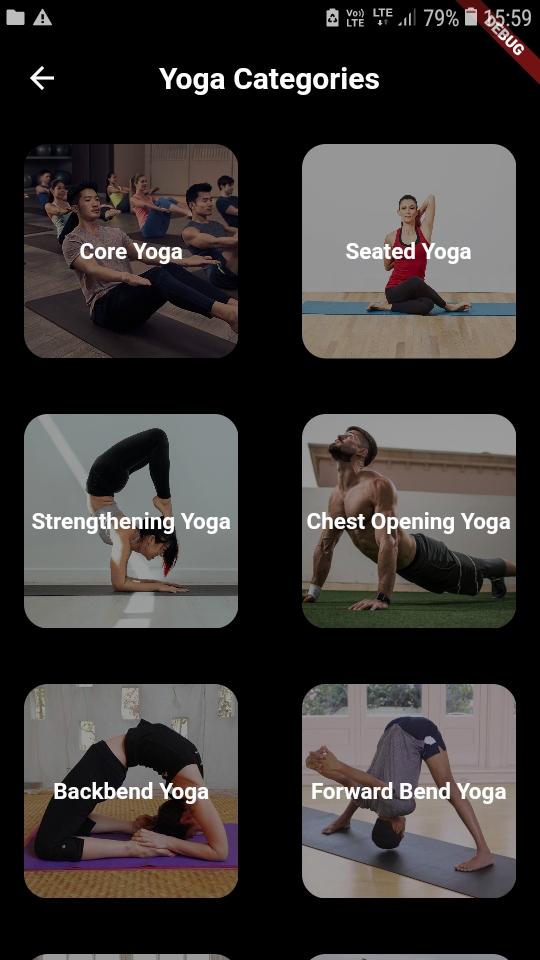 Vo)) LTE LTE 79% 15:59
DEBUG
Yoga Categories
Core Yoga
Seated Yoga
Strengthening Yoga
Chest Opening Yoga
Backbend Yoga
Forward Bend Yoga